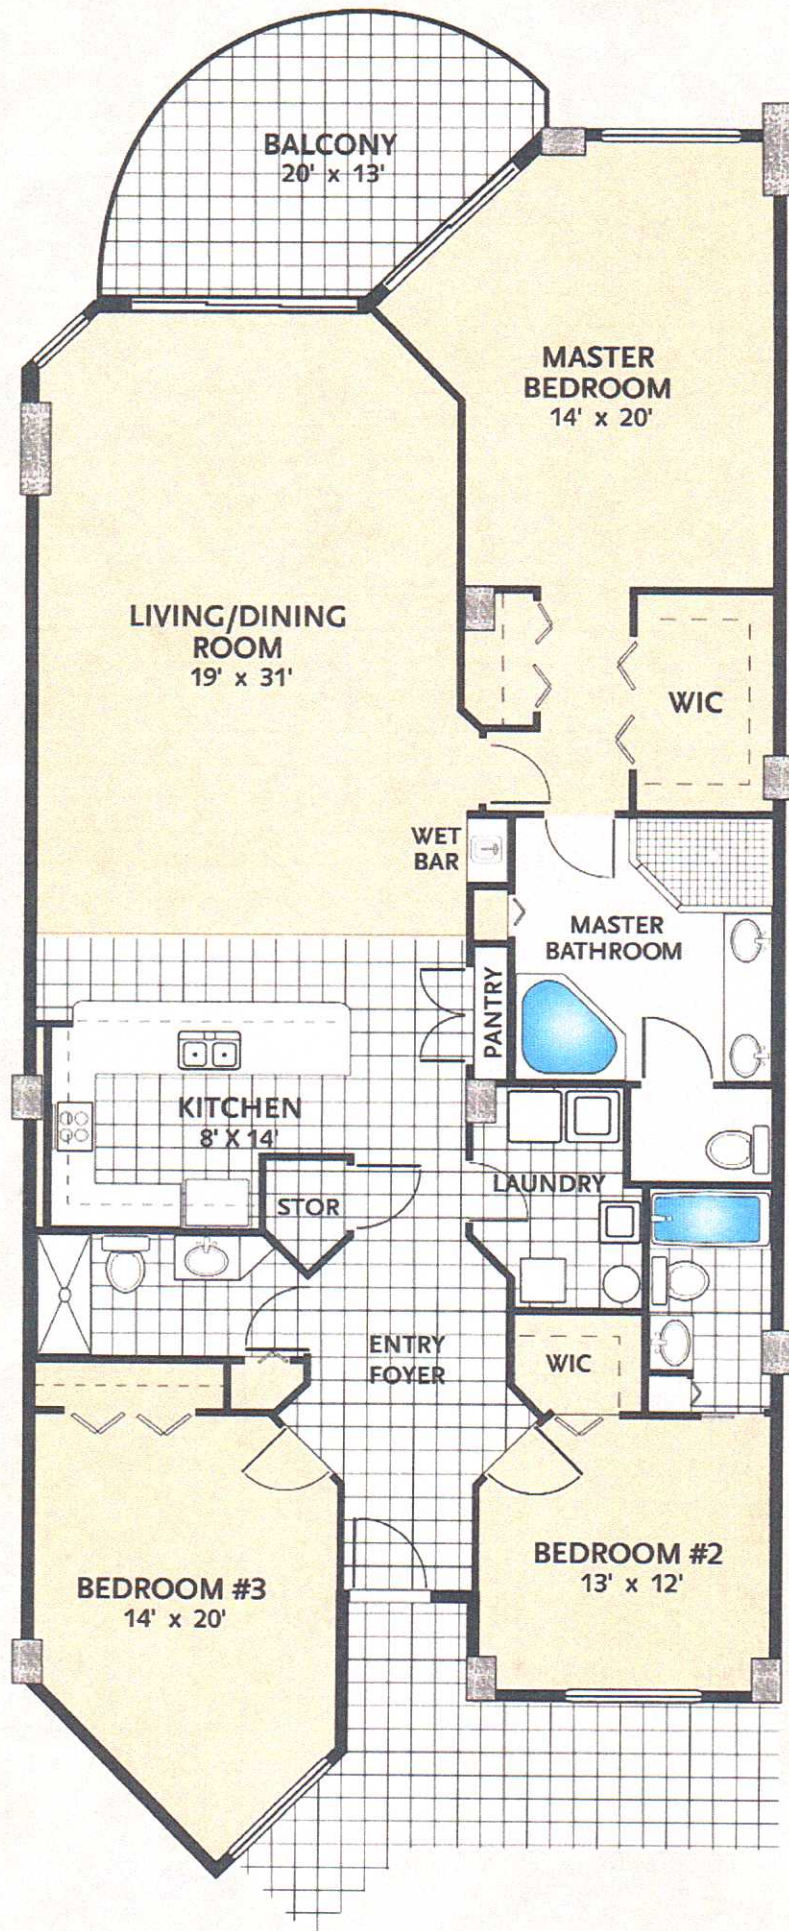 BALCONY
20' x 13'
MASTER
BEDROOM
14' x 20'
LIVING/DINING
ROOM
19' x 31'
WIC
WET
BAR
MASTER
BATHROOM
PANTRY
KITCHEN
8' X 14'
LAUNDRY
STOR
ENTRY
FOYER
WIC
BEDROOM #2
13' x 12'
BEDROOM #3
14' x 20'